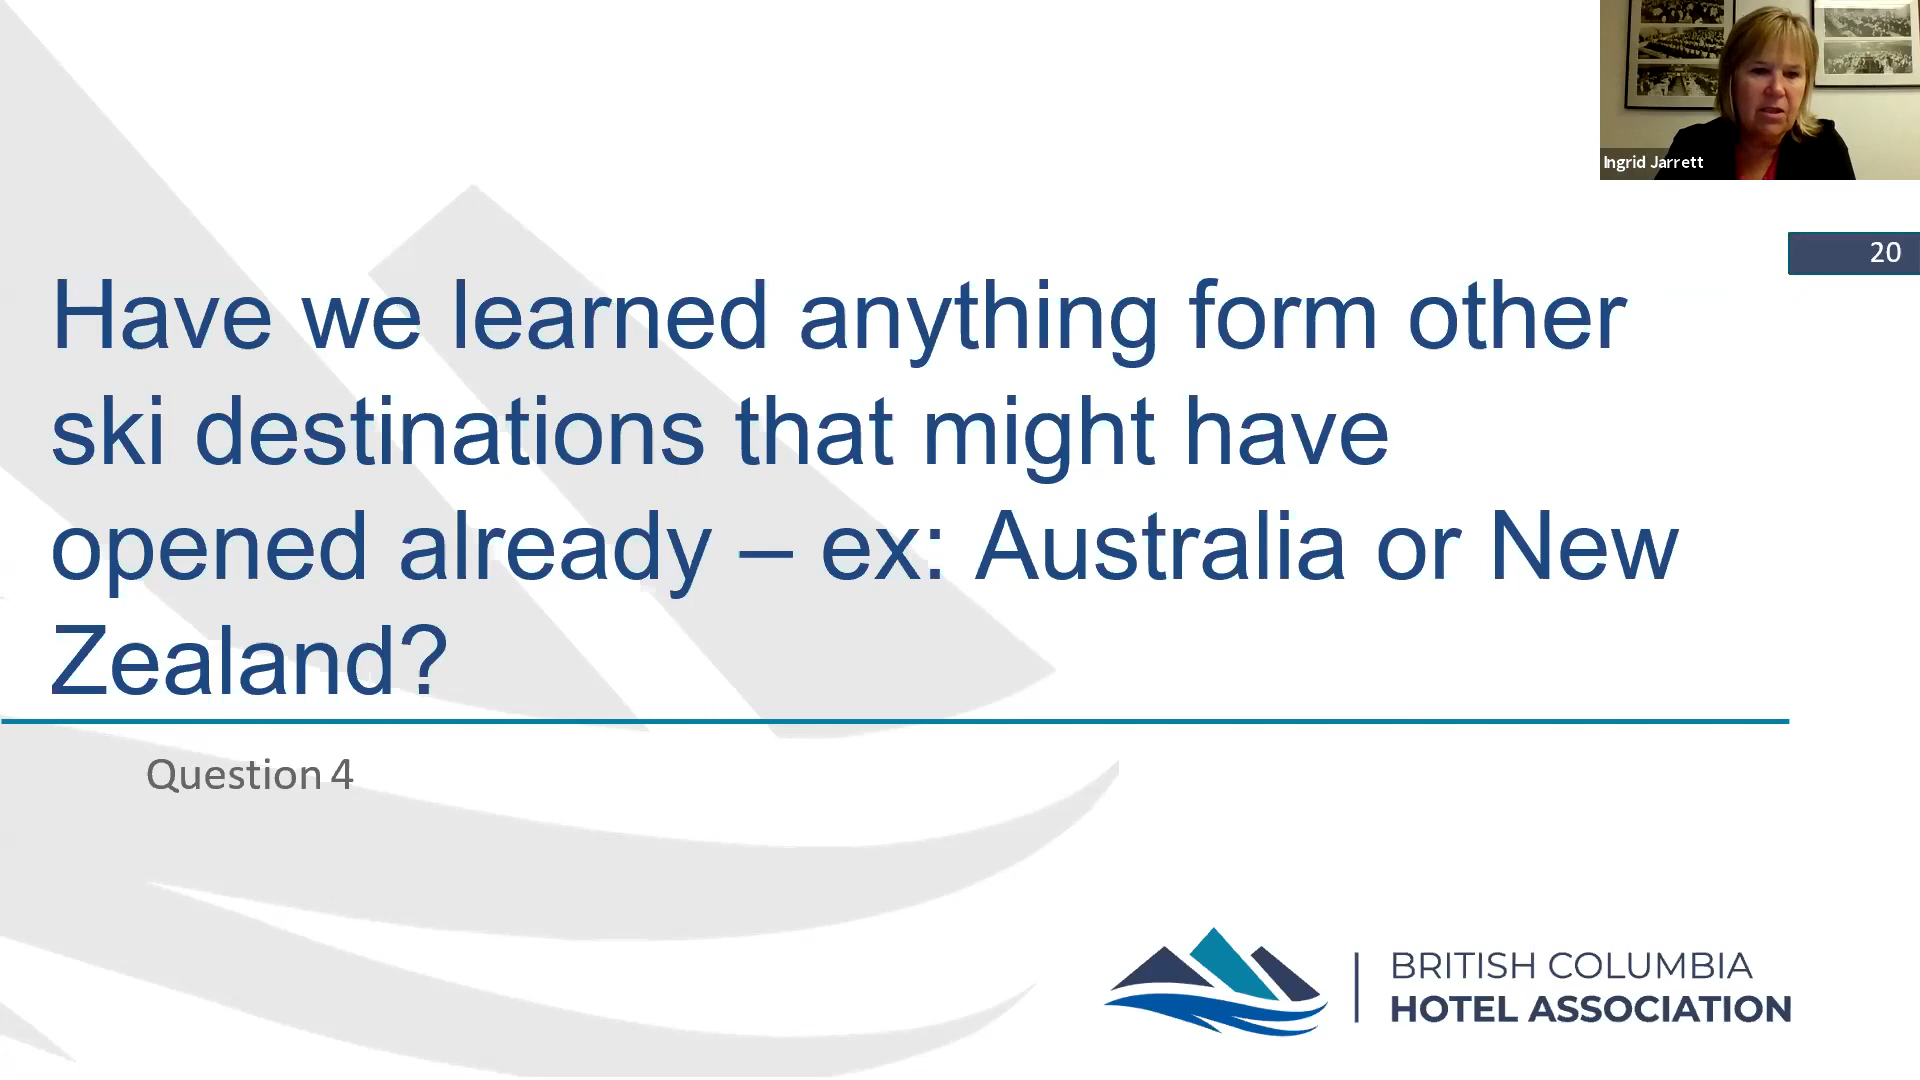 Ingrid Jarrett
20
Have we learned anything form other
ski destinations that might have
opened already – ex: Australia or New
Zealand?
Question 4
BRITISH COLUMBIA
HOTEL ASSOCIATION